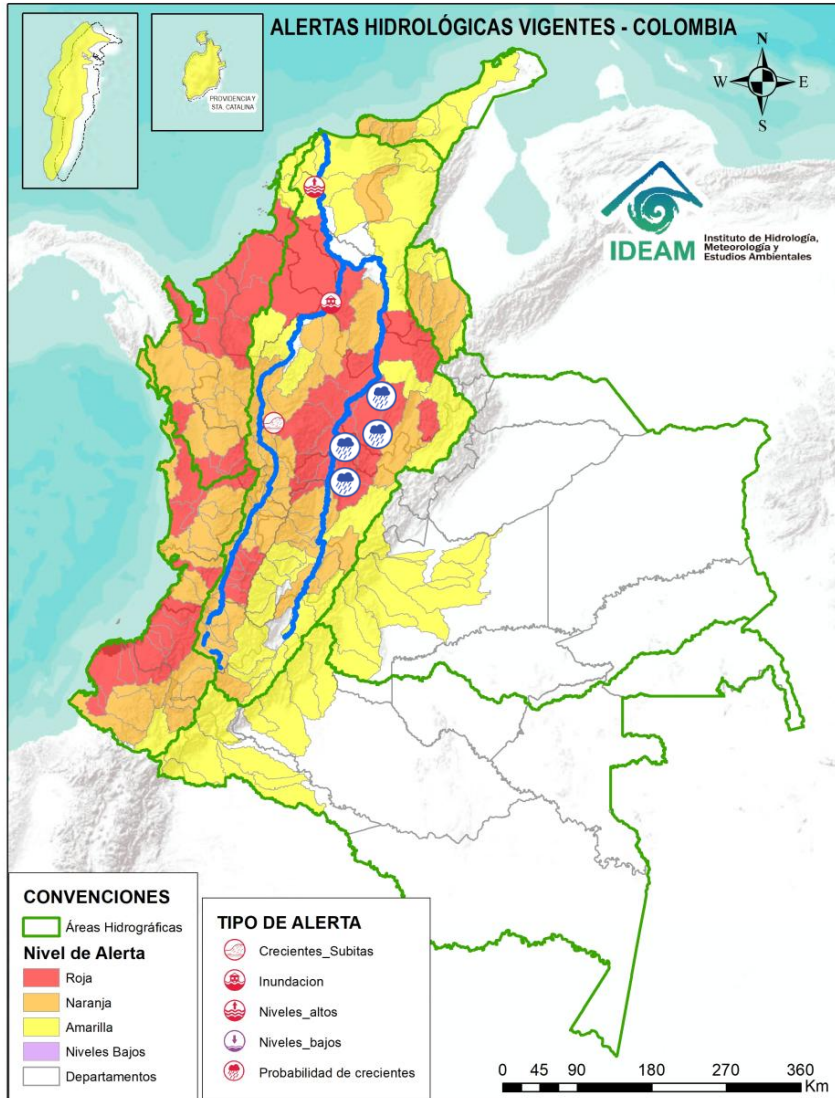 ALERTAS HIDROLÓGICAS VIGENTES - COLOMBIA
PROVIDENCIA Y
STA. CATALINA
N
W
E
S
IDEAM
Instituto de Hidrología,
Meteorología y
Estudios Ambientales
CONVENCIONES
Áreas Hidrográficas
Nivel de Alerta
Roja
Naranja
Amarilla
Niveles Bajos
Departamentos
TIPO DE ALERTA
Crecientes_Subitas
Inundacion
Niveles_altos
Niveles_bajos
Probabilidad de crecientes
0 45 90 180 270 360
Km